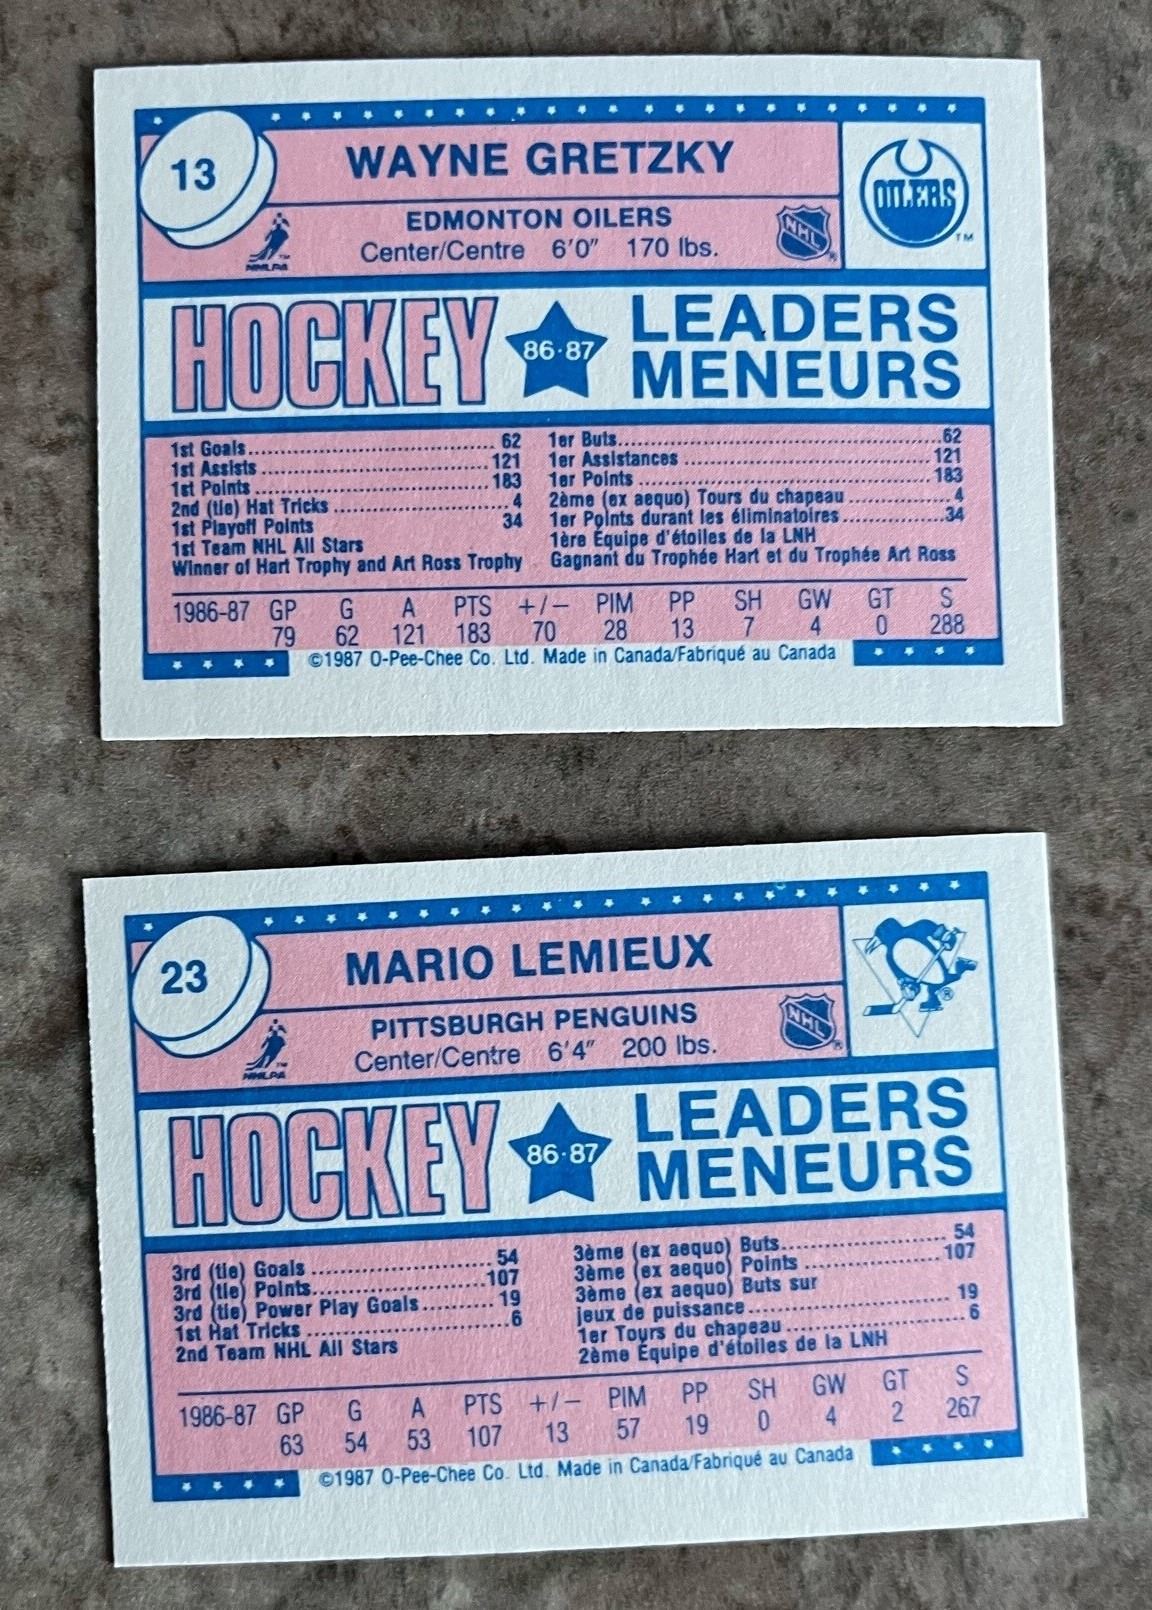 13
WAYNE GRETZKY
OILERS
™
EDMONTON OILERS
NHL
®
NHLPA
™
Center/Centre 6'0" 170 lbs.
HOCKEY
86·87
LEADERS
MENEURS
1st Goals 62
1st Assists 121
1st Points 183
2nd (tie) Hat Tricks 4
1st Playoff Points 34
1st Team NHL All Stars
Winner of Hart Trophy and Art Ross Trophy
1er Buts 62
1er Assistances 121
1er Points 183
2ème (ex aequo) Tours du chapeau 4
1er Points durant les éliminatoires 34
1ère Équipe d'étoiles de la LNH
Gagnant du Trophée Hart et du Trophée Art Ross
1986-87 GP G A PTS +/− PIM PP SH GW GT S
79 62 121 183 70 28 13 7 4 0 288
©1987 O-Pee-Chee Co. Ltd. Made in Canada/Fabriqué au Canada
23
MARIO LEMIEUX
®
PITTSBURGH PENGUINS
NHL
®
NHLPA
™
Center/Centre 6'4" 200 lbs.
HOCKEY
86·87
LEADERS
MENEURS
3rd (tie) Goals 54
3rd (tie) Points 107
3rd (tie) Power Play Goals 19
1st Hat Tricks 6
2nd Team NHL All Stars
3ème (ex aequo) Buts 54
3ème (ex aequo) Points 107
3ème (ex aequo) Buts sur
jeux de puissance 19
1er Tours du chapeau 6
2ème Équipe d'étoiles de la LNH
1986-87 GP G A PTS +/− PIM PP SH GW GT S
63 54 53 107 13 57 19 0 4 2 267
©1987 O-Pee-Chee Co. Ltd. Made in Canada/Fabriqué au Canada